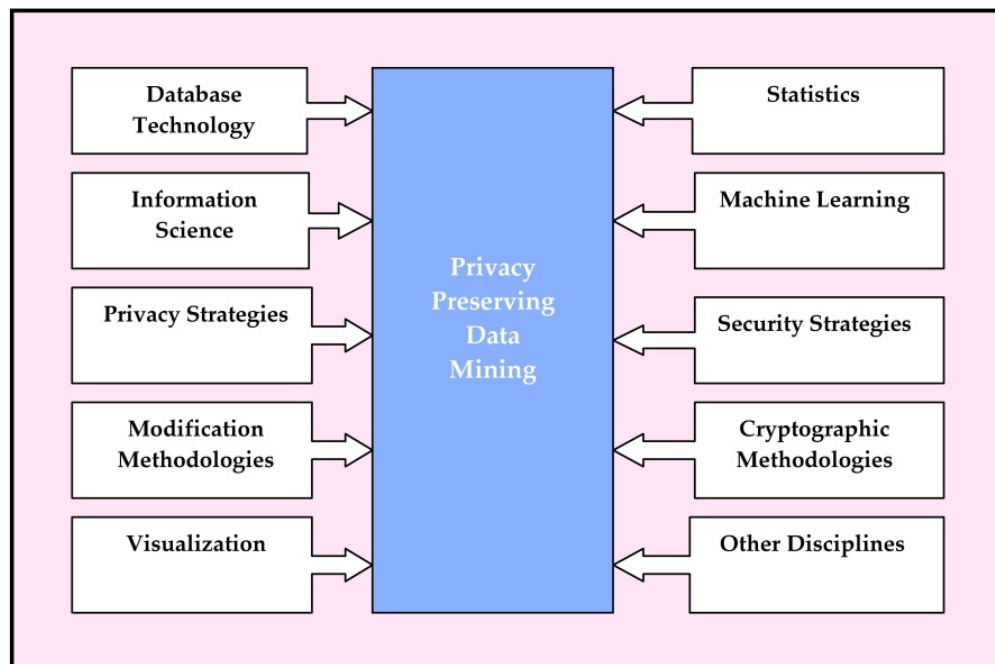 Database
Technology
Information
Science
Privacy Strategies
Modification
Methodologies
Visualization
Privacy
Preserving
Data
Mining
Statistics
Machine Learning
Security Strategies
Cryptographic
Methodologies
Other Disciplines